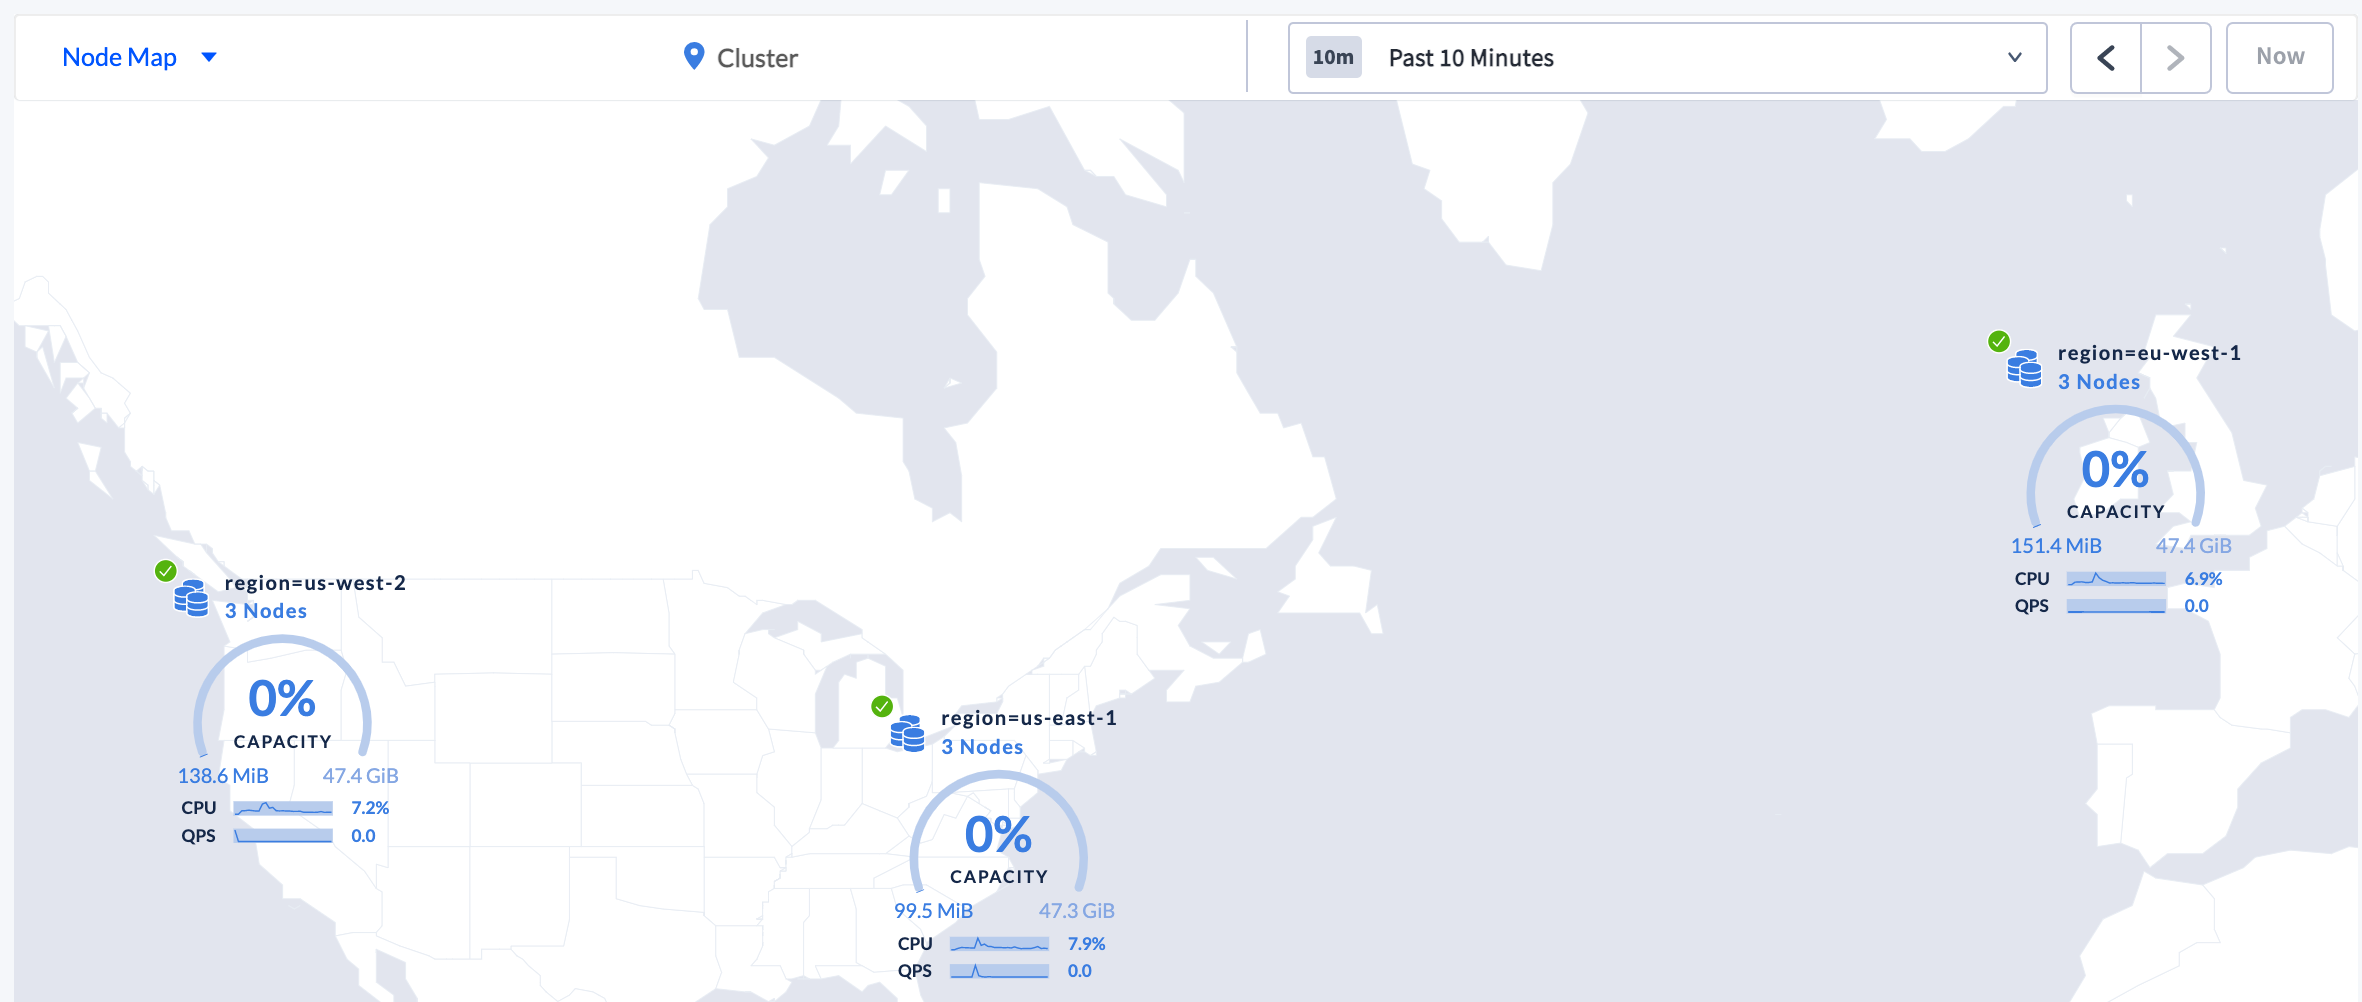 Node Map
Cluster
10m Past 10 Minutes
Now
region=eu-west-1
3 Nodes
0%
CAPACITY
151.4 MiB 47.4 GiB
CPU 6.9%
QPS 0.0
region=us-west-2
3 Nodes
0%
CAPACITY
138.6 MiB 47.4 GiB
CPU 7.2%
QPS 0.0
region=us-east-1
3 Nodes
0%
CAPACITY
99.5 MiB 47.3 GiB
CPU 7.9%
QPS 0.0